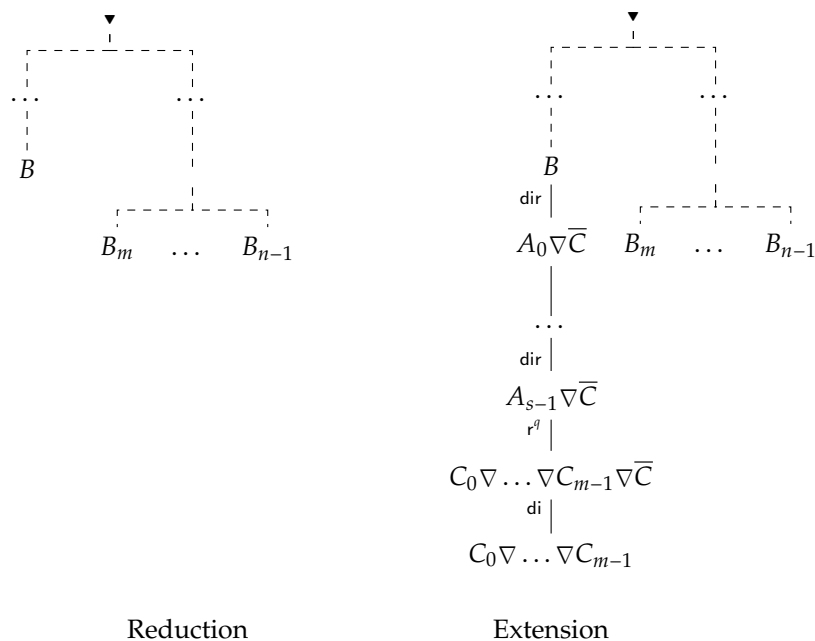 … … … …
B B
dir
B_m … B_{n−1} A_0∇C̅ B_m … B_{n−1}
…
dir
A_{s−1}∇C̅
r^q
C_0∇…∇C_{m−1}∇C̅
di
C_0∇…∇C_{m−1}
Reduction Extension